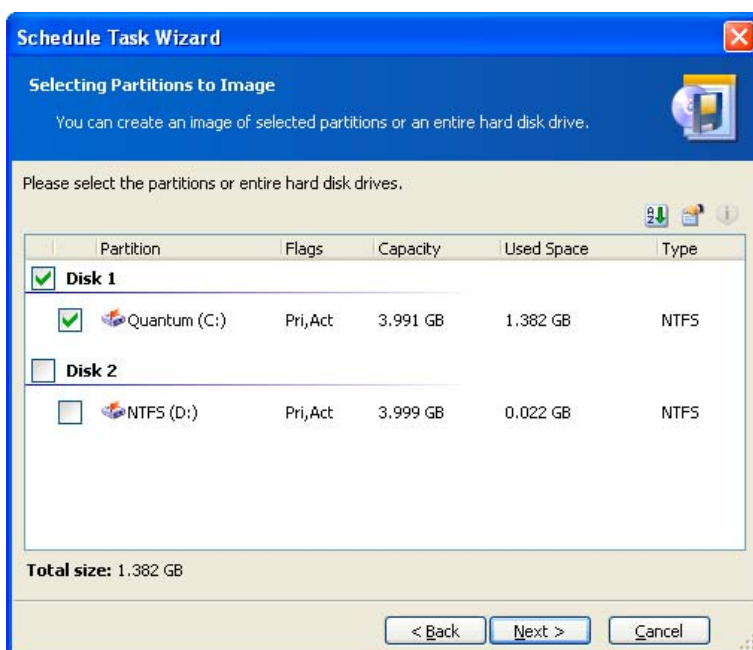 Schedule Task Wizard
Selecting Partitions to Image
You can create an image of selected partitions or an entire hard disk drive.
Please select the partitions or entire hard disk drives.
Partition Flags Capacity Used Space Type
Disk 1
Quantum (C:) Pri,Act 3.991 GB 1.382 GB NTFS
Disk 2
NTFS (D:) Pri,Act 3.999 GB 0.022 GB NTFS
Total size: 1.382 GB
< Back Next > Cancel